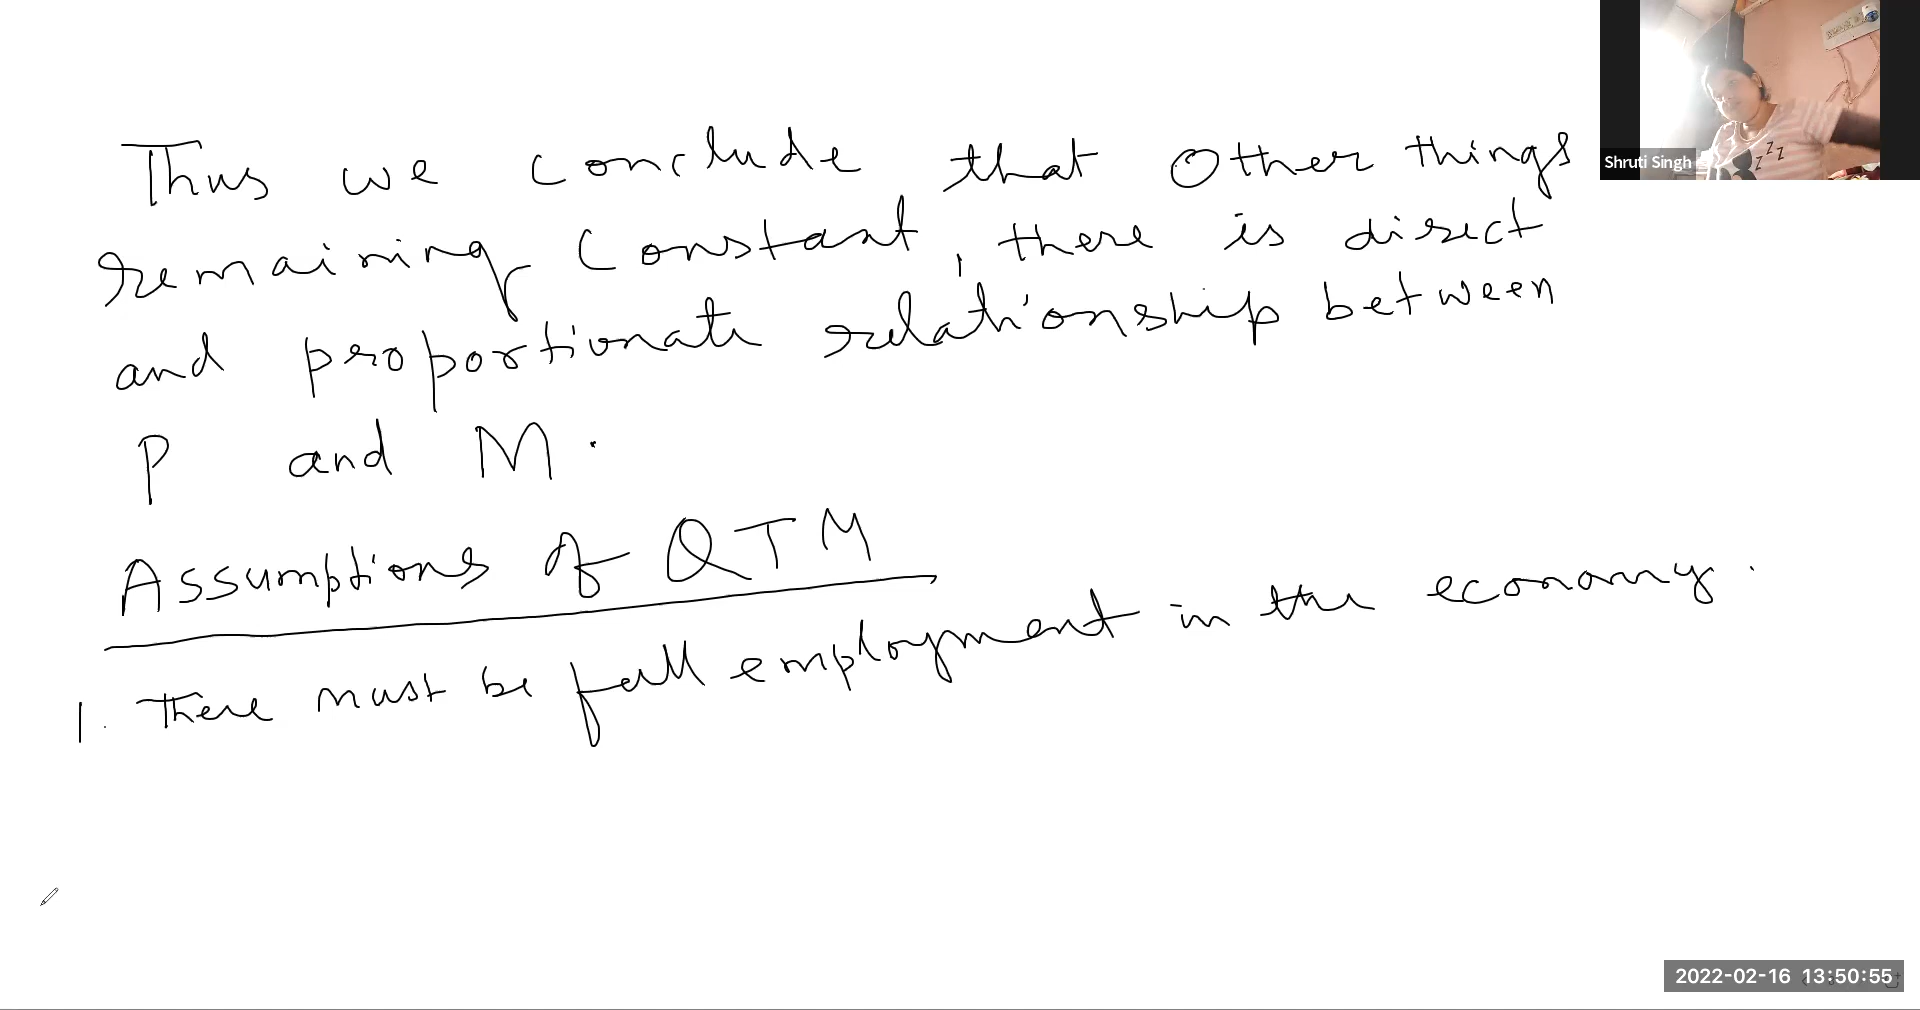 Thus we conclude that other things
remaining constant, there is direct
and proportionate relationship between
P and M.
Assumptions of QTM
1. There must be full employment in the economy.
Shruti Singh
z z z
2022-02-16 13:50:55